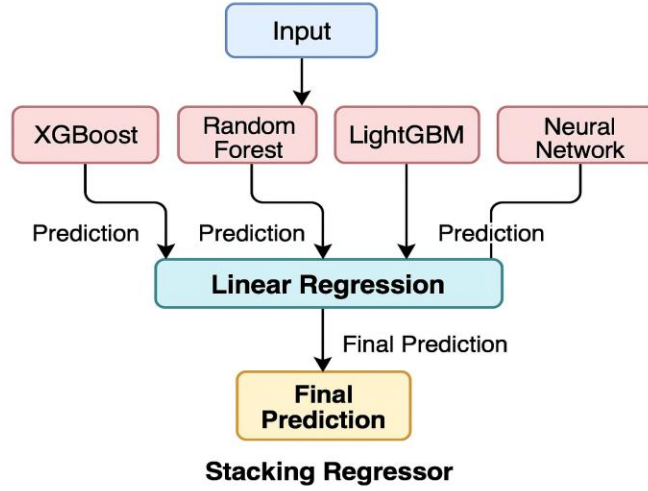 Input
XGBoost
Random
Forest
LightGBM
Neural
Network
Prediction
Prediction
Prediction
Linear Regression
Final Prediction
Final
Prediction
Stacking Regressor